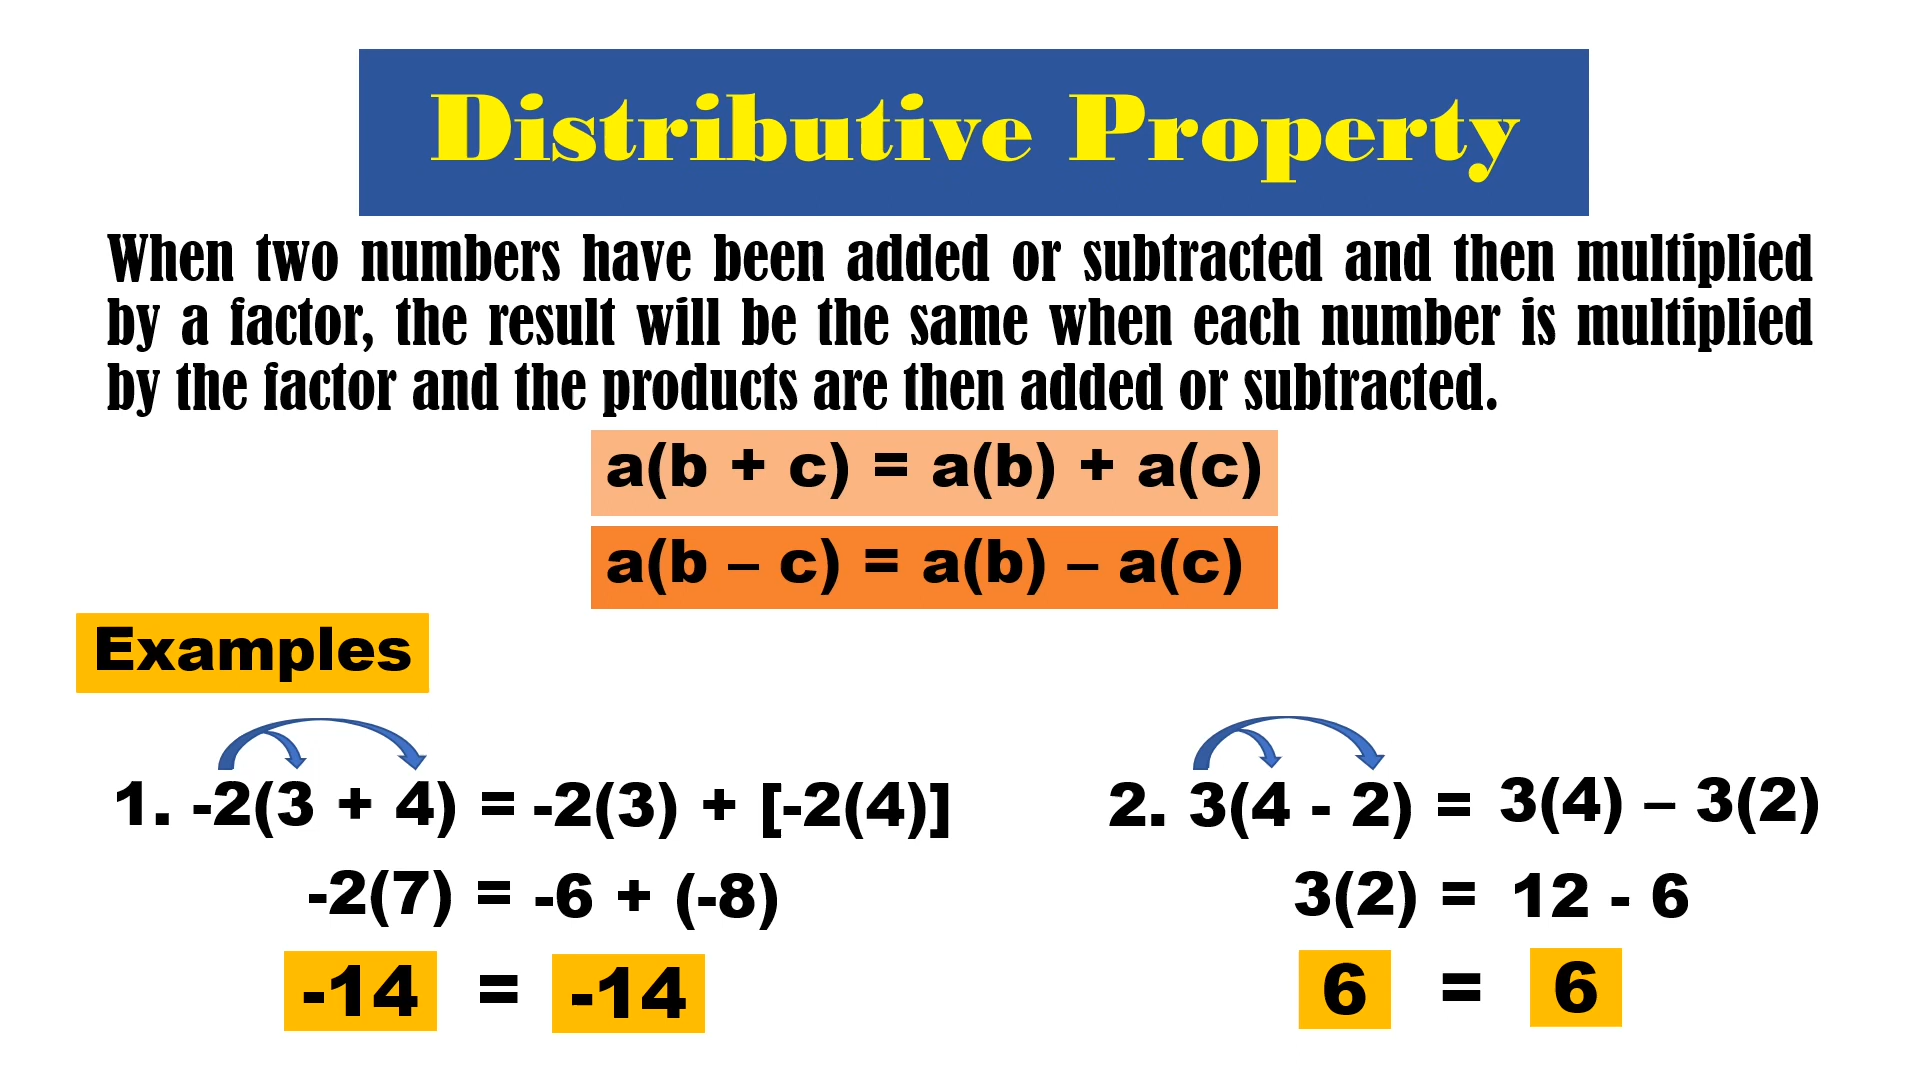 Distributive Property
When two numbers have been added or subtracted and then multiplied
by a factor, the result will be the same when each number is multiplied
by the factor and the products are then added or subtracted.
a(b + c) = a(b) + a(c)
a(b – c) = a(b) – a(c)
Examples
1. -2(3 + 4) = -2(3) + [-2(4)]
-2(7) = -6 + (-8)
-14 = -14
2. 3(4 - 2) = 3(4) – 3(2)
3(2) = 12 - 6
6 = 6